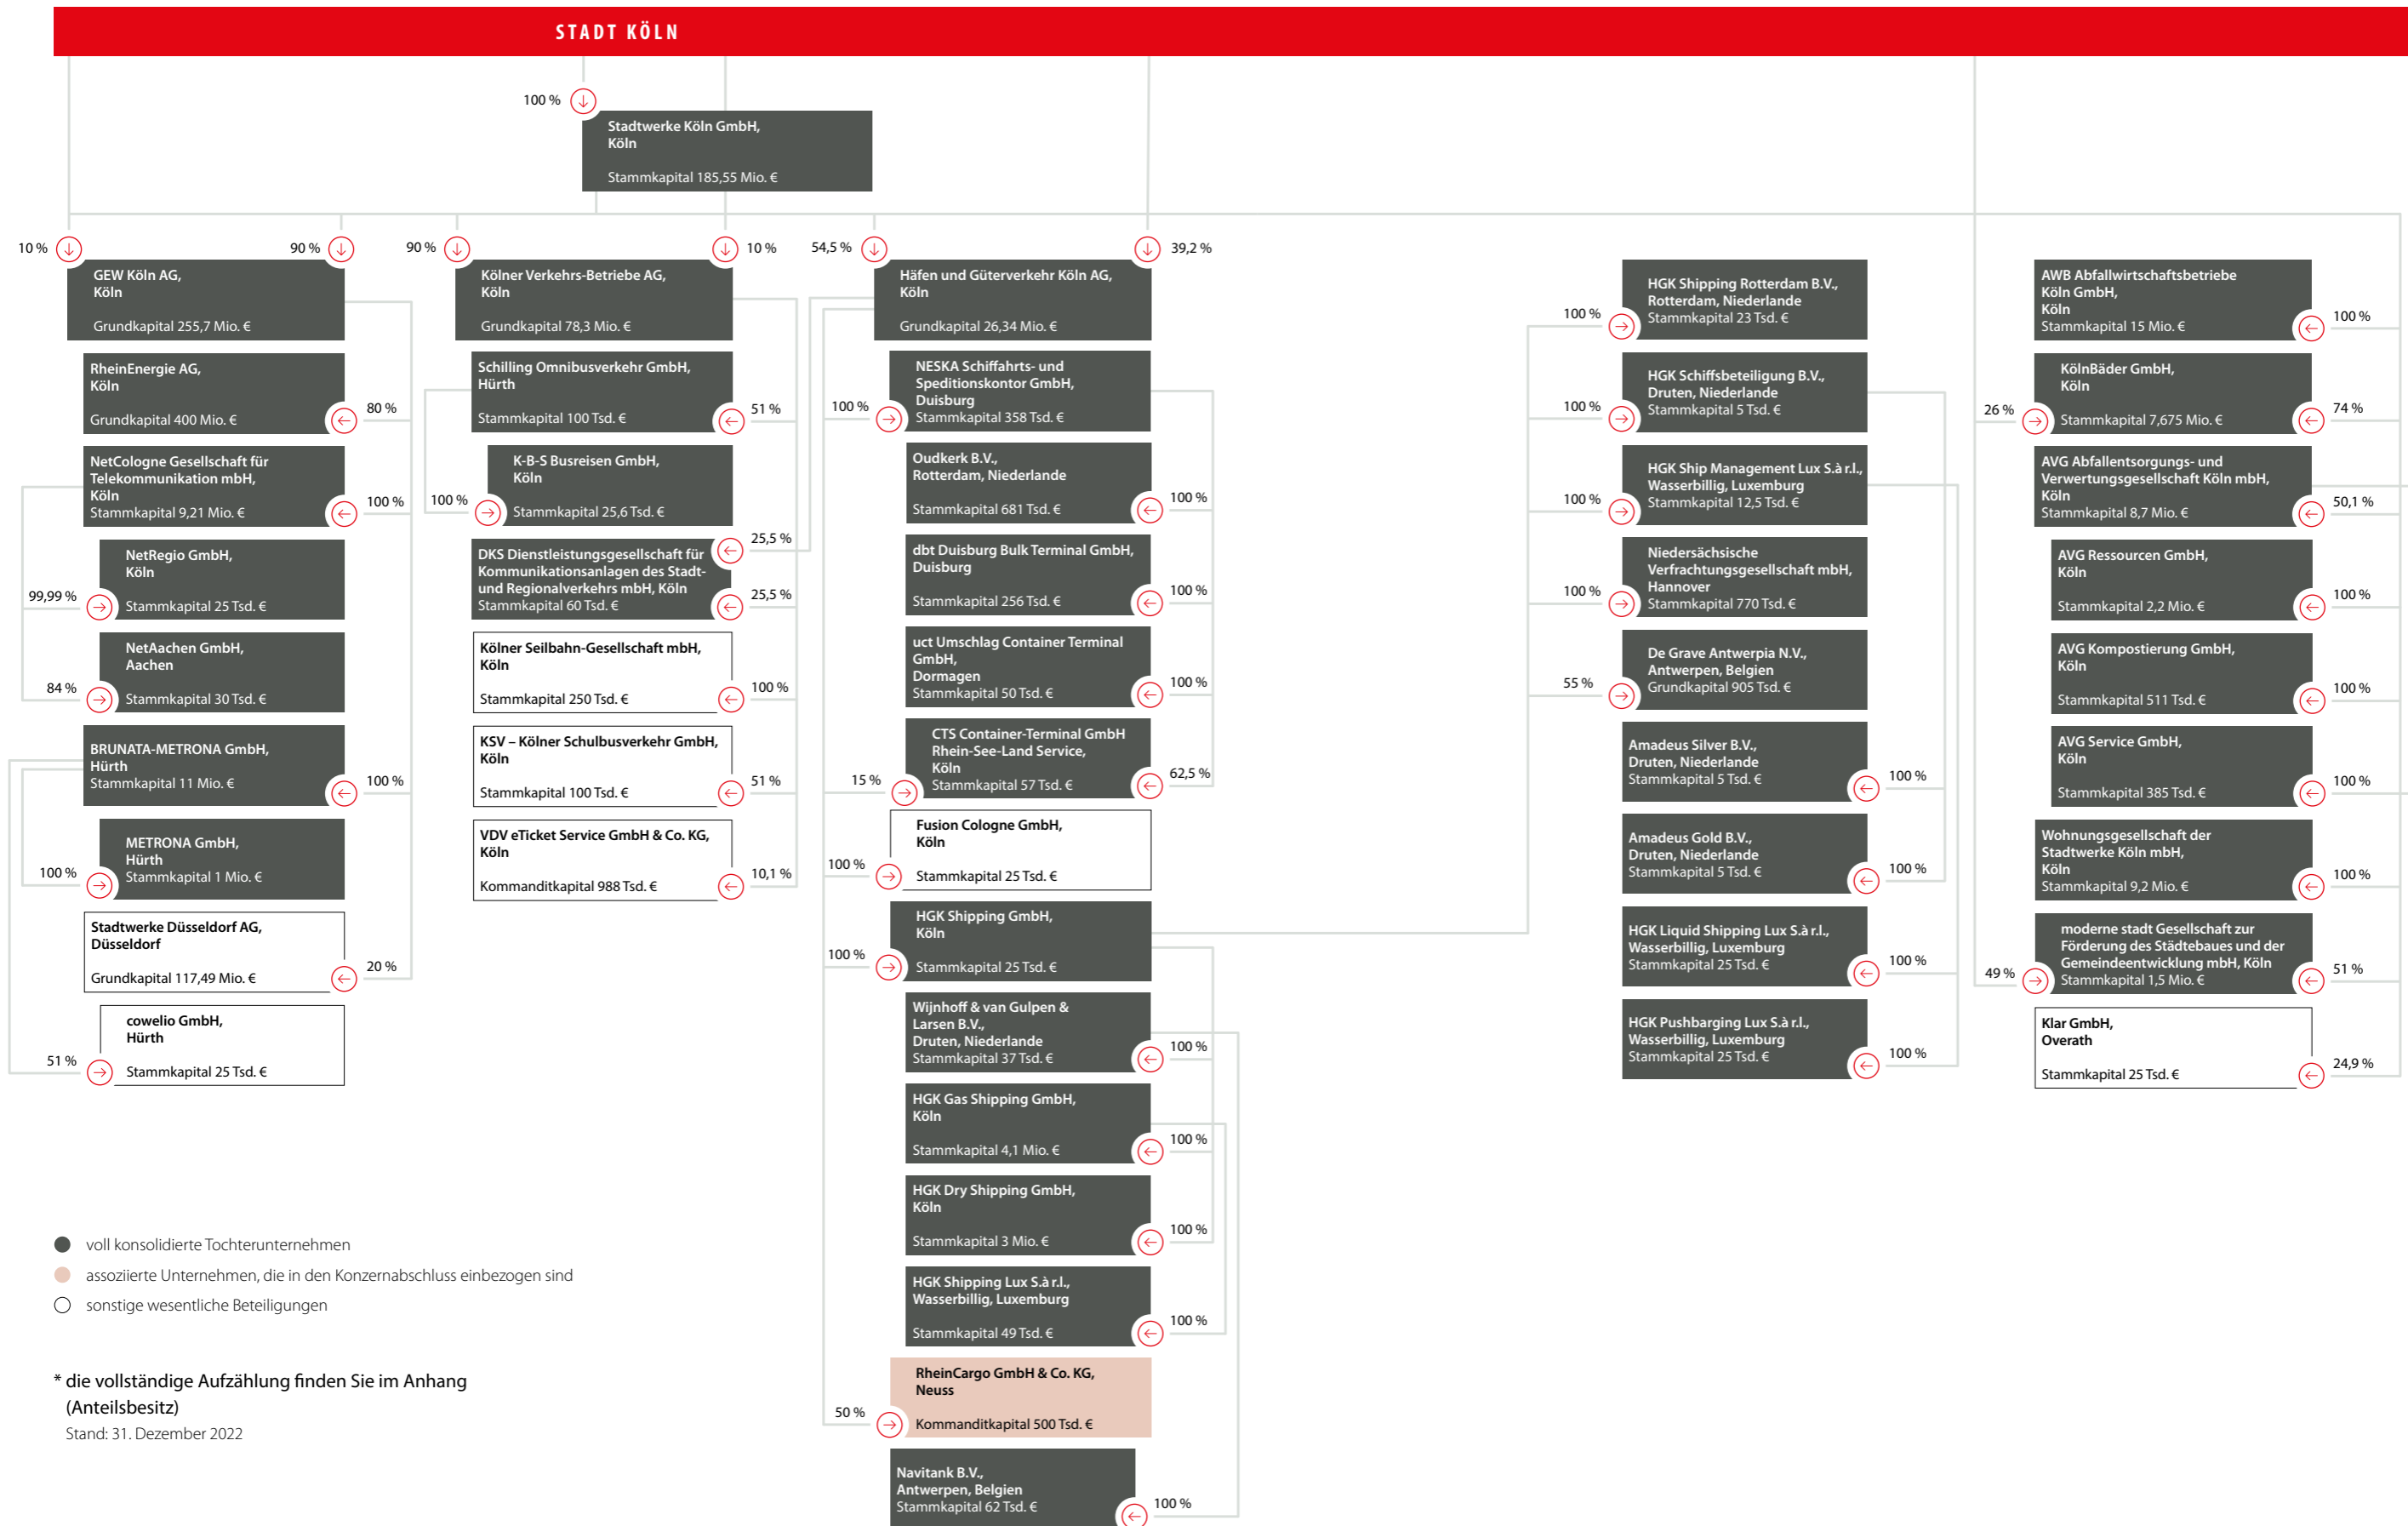 STADT KÖLN
100 %
Stadtwerke Köln GmbH,
Köln
Stammkapital 185,55 Mio. €
10 %
90 %
GEW Köln AG,
Köln
Grundkapital 255,7 Mio. €
RheinEnergie AG,
Köln
Grundkapital 400 Mio. €
80 %
NetCologne Gesellschaft für
Telekommunikation mbH,
Köln
Stammkapital 9,21 Mio. €
100 %
NetRegio GmbH,
Köln
Stammkapital 25 Tsd. €
99,99 %
NetAachen GmbH,
Aachen
Stammkapital 30 Tsd. €
84 %
BRUNATA-METRONA GmbH,
Hürth
Stammkapital 11 Mio. €
100 %
METRONA GmbH,
Hürth
Stammkapital 1 Mio. €
100 %
Stadtwerke Düsseldorf AG,
Düsseldorf
Grundkapital 117,49 Mio. €
20 %
cowelio GmbH,
Hürth
Stammkapital 25 Tsd. €
51 %
90 %
10 %
Kölner Verkehrs-Betriebe AG,
Köln
Grundkapital 78,3 Mio. €
Schilling Omnibusverkehr GmbH,
Hürth
Stammkapital 100 Tsd. €
51 %
K-B-S Busreisen GmbH,
Köln
Stammkapital 25,6 Tsd. €
100 %
DKS Dienstleistungsgesellschaft für
Kommunikationsanlagen des Stadt-
und Regionalverkehrs mbH, Köln
Stammkapital 60 Tsd. €
25,5 %
25,5 %
Kölner Seilbahn-Gesellschaft mbH,
Köln
Stammkapital 250 Tsd. €
100 %
KSV – Kölner Schulbusverkehr GmbH,
Köln
Stammkapital 100 Tsd. €
51 %
VDV eTicket Service GmbH & Co. KG,
Köln
Kommanditkapital 988 Tsd. €
10,1 %
54,5 %
39,2 %
Häfen und Güterverkehr Köln AG,
Köln
Grundkapital 26,34 Mio. €
NESKA Schiffahrts- und
Speditionskontor GmbH,
Duisburg
Stammkapital 358 Tsd. €
100 %
Oudkerk B.V.,
Rotterdam, Niederlande
Stammkapital 681 Tsd. €
100 %
dbt Duisburg Bulk Terminal GmbH,
Duisburg
Stammkapital 256 Tsd. €
100 %
uct Umschlag Container Terminal
GmbH,
Dormagen
Stammkapital 50 Tsd. €
100 %
CTS Container-Terminal GmbH
Rhein-See-Land Service,
Köln
Stammkapital 57 Tsd. €
15 %
62,5 %
Fusion Cologne GmbH,
Köln
Stammkapital 25 Tsd. €
100 %
HGK Shipping GmbH,
Köln
Stammkapital 25 Tsd. €
100 %
Wijnhoff & van Gulpen &
Larsen B.V.,
Druten, Niederlande
Stammkapital 37 Tsd. €
100 %
HGK Gas Shipping GmbH,
Köln
Stammkapital 4,1 Mio. €
100 %
HGK Dry Shipping GmbH,
Köln
Stammkapital 3 Mio. €
100 %
HGK Shipping Lux S.à r.l.,
Wasserbillig, Luxemburg
Stammkapital 49 Tsd. €
100 %
RheinCargo GmbH & Co. KG,
Neuss
Kommanditkapital 500 Tsd. €
50 %
Navitank B.V.,
Antwerpen, Belgien
Stammkapital 62 Tsd. €
100 %
HGK Shipping Rotterdam B.V.,
Rotterdam, Niederlande
Stammkapital 23 Tsd. €
100 %
HGK Schiffsbeteiligung B.V.,
Druten, Niederlande
Stammkapital 5 Tsd. €
100 %
HGK Ship Management Lux S.à r.l.,
Wasserbillig, Luxemburg
Stammkapital 12,5 Tsd. €
100 %
Niedersächsische
Verfrachtungsgesellschaft mbH,
Hannover
Stammkapital 770 Tsd. €
100 %
De Grave Antwerpia N.V.,
Antwerpen, Belgien
Grundkapital 905 Tsd. €
55 %
Amadeus Silver B.V.,
Druten, Niederlande
Stammkapital 5 Tsd. €
100 %
Amadeus Gold B.V.,
Druten, Niederlande
Stammkapital 5 Tsd. €
100 %
HGK Liquid Shipping Lux S.à r.l.,
Wasserbillig, Luxemburg
Stammkapital 25 Tsd. €
100 %
HGK Pushbarging Lux S.à r.l.,
Wasserbillig, Luxemburg
Stammkapital 25 Tsd. €
100 %
AWB Abfallwirtschaftsbetriebe
Köln GmbH,
Köln
Stammkapital 15 Mio. €
100 %
KölnBäder GmbH,
Köln
Stammkapital 7,675 Mio. €
26 %
74 %
AVG Abfallentsorgungs- und
Verwertungsgesellschaft Köln mbH,
Köln
Stammkapital 8,7 Mio. €
50,1 %
AVG Ressourcen GmbH,
Köln
Stammkapital 2,2 Mio. €
100 %
AVG Kompostierung GmbH,
Köln
Stammkapital 511 Tsd. €
100 %
AVG Service GmbH,
Köln
Stammkapital 385 Tsd. €
100 %
Wohnungsgesellschaft der
Stadtwerke Köln mbH,
Köln
Stammkapital 9,2 Mio. €
100 %
moderne stadt Gesellschaft zur
Förderung des Städtebaues und der
Gemeindeentwicklung mbH, Köln
Stammkapital 1,5 Mio. €
49 %
51 %
Klar GmbH,
Overath
Stammkapital 25 Tsd. €
24,9 %
voll konsolidierte Tochterunternehmen
assoziierte Unternehmen, die in den Konzernabschluss einbezogen sind
sonstige wesentliche Beteiligungen
* die vollständige Aufzählung finden Sie im Anhang
(Anteilsbesitz)
Stand: 31. Dezember 2022